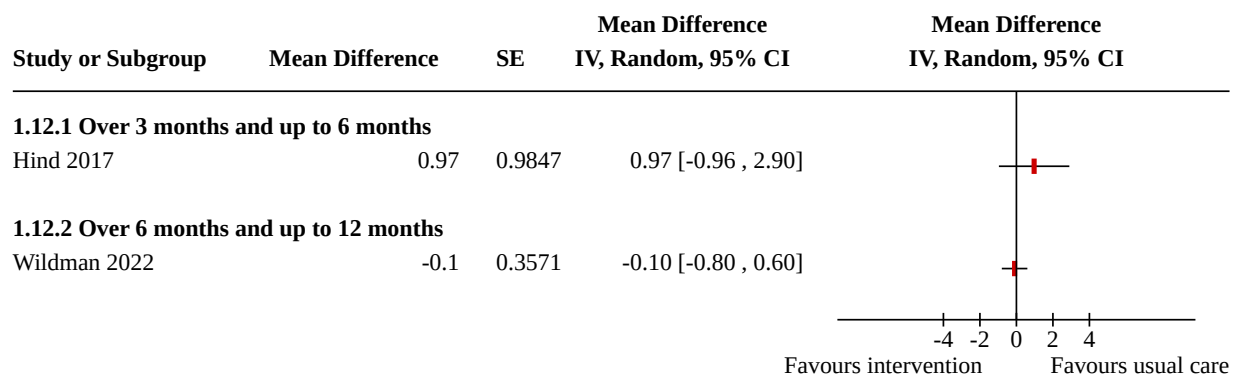 Mean Difference Mean Difference
Study or Subgroup Mean Difference SE IV, Random, 95% CI IV, Random, 95% CI
1.12.1 Over 3 months and up to 6 months
Hind 2017 0.97 0.9847 0.97 [-0.96 , 2.90]
1.12.2 Over 6 months and up to 12 months
Wildman 2022 -0.1 0.3571 -0.10 [-0.80 , 0.60]
-4 -2 0 2 4
Favours intervention Favours usual care